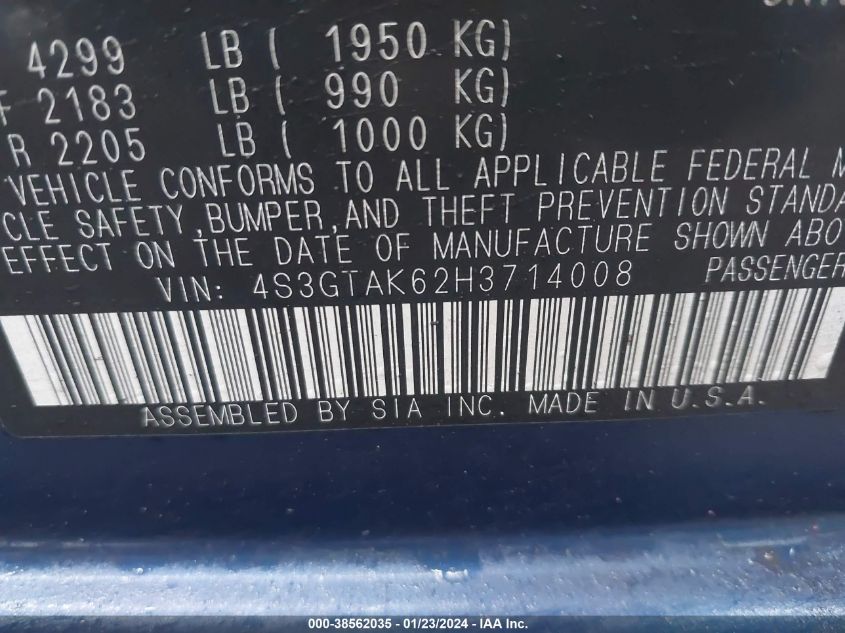 4299 LB ( 1950 KG)
F 2183 LB ( 990 KG)
R 2205 LB ( 1000 KG)
VEHICLE CONFORMS TO ALL APPLICABLE FEDERAL M
CLE SAFETY, BUMPER, AND THEFT PREVENTION STANDA
EFFECT ON THE DATE OF MANUFACTURE SHOWN ABO
VIN: 4S3GTAK62H3714008 PASSENGER
ASSEMBLED BY SIA INC. MADE IN U.S.A.
000-38562035 - 01/23/2024 - IAA Inc.